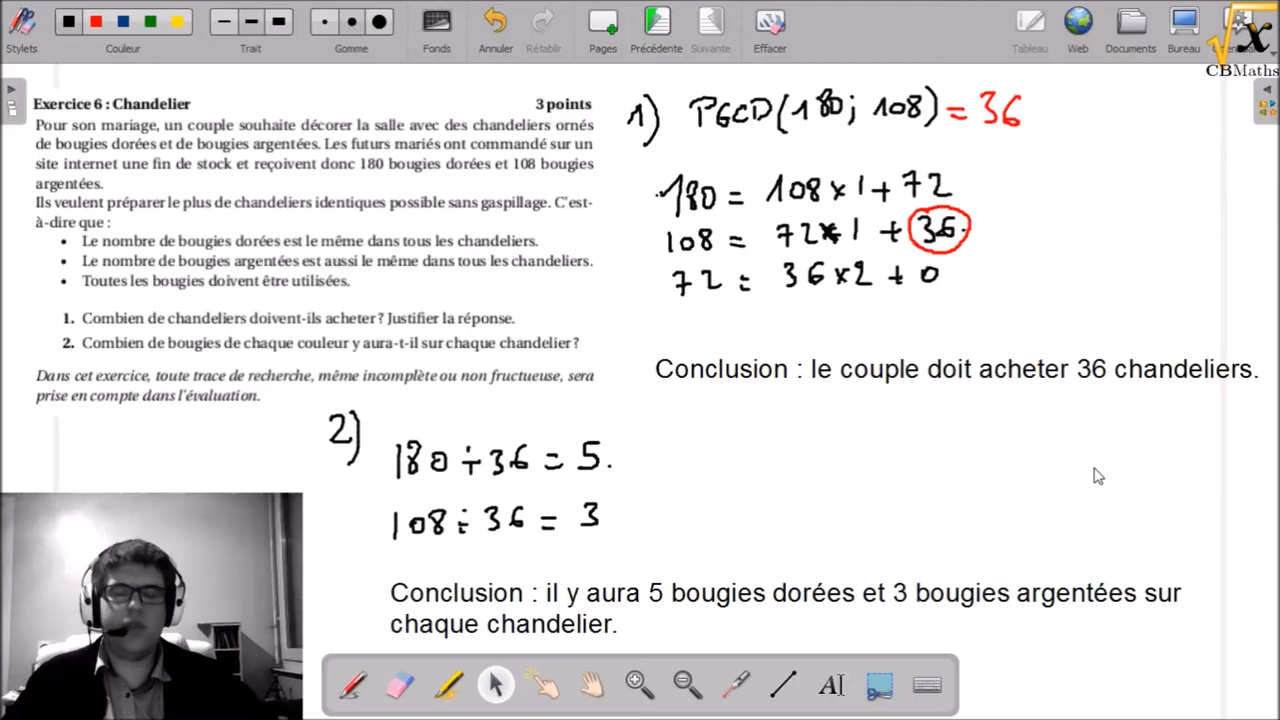 Stylets
Couleur
Trait
Gomme
Fonds
Annuler
Rétablir
Pages
Précédente
Suivante
Effacer
Tableau
Web
Documents
Bureau
CBMaths
Exercice 6 : Chandelier 3 points
Pour son mariage, un couple souhaite décorer la salle avec des chandeliers ornés
de bougies dorées et de bougies argentées. Les futurs mariés ont commandé sur un
site internet une fin de stock et reçoivent donc 180 bougies dorées et 108 bougies
argentées.
Ils veulent préparer le plus de chandeliers identiques possible sans gaspillage. C'est-
à-dire que :
• Le nombre de bougies dorées est le même dans tous les chandeliers.
• Le nombre de bougies argentées est aussi le même dans tous les chandeliers.
• Toutes les bougies doivent être utilisées.
1. Combien de chandeliers doivent-ils acheter ? Justifier la réponse.
2. Combien de bougies de chaque couleur y aura-t-il sur chaque chandelier ?
Dans cet exercice, toute trace de recherche, même incomplète ou non fructueuse, sera
prise en compte dans l'évaluation.
1) PGCD(180; 108) = 36
180 = 108 × 1 + 72
108 = 72 × 1 + 36
72 = 36 × 2 + 0
Conclusion : le couple doit acheter 36 chandeliers.
2)
180 ÷ 36 = 5.
108 ÷ 36 = 3
Conclusion : il y aura 5 bougies dorées et 3 bougies argentées sur
chaque chandelier.